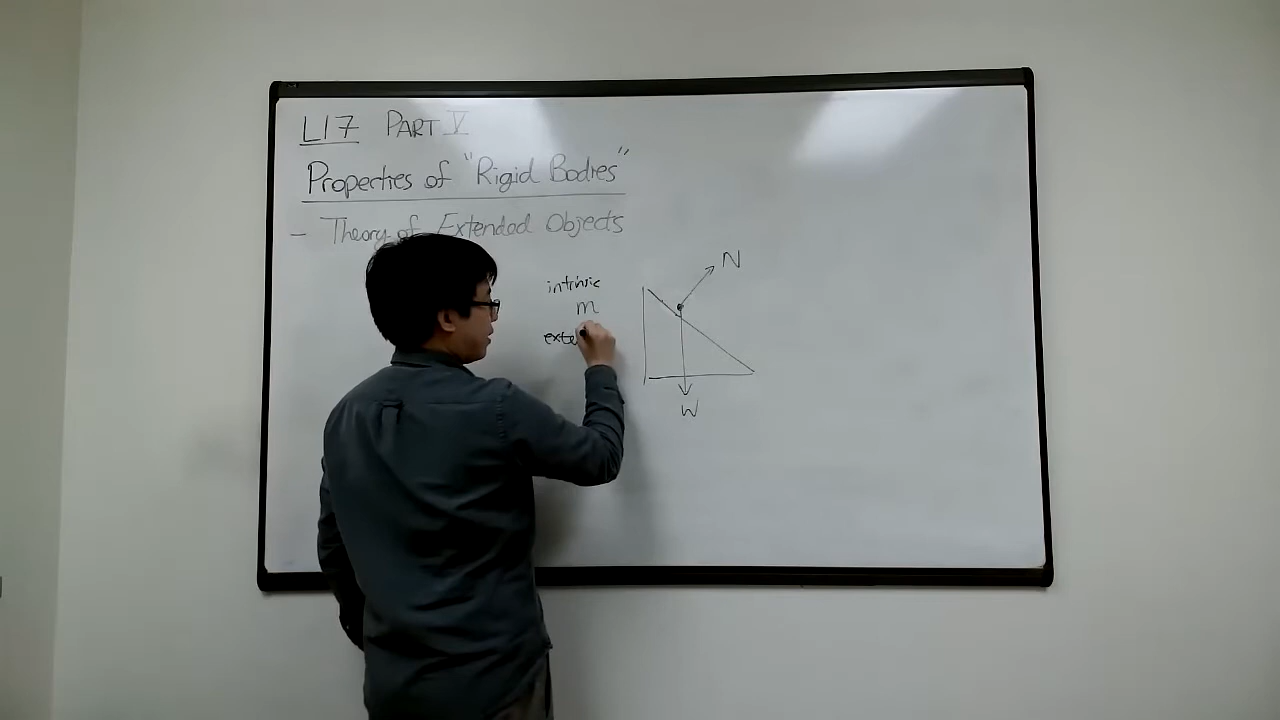 L17 PART V
Properties of "Rigid Bodies"
- Theory of Extended Objects
intrinsic
m
exte
N
W